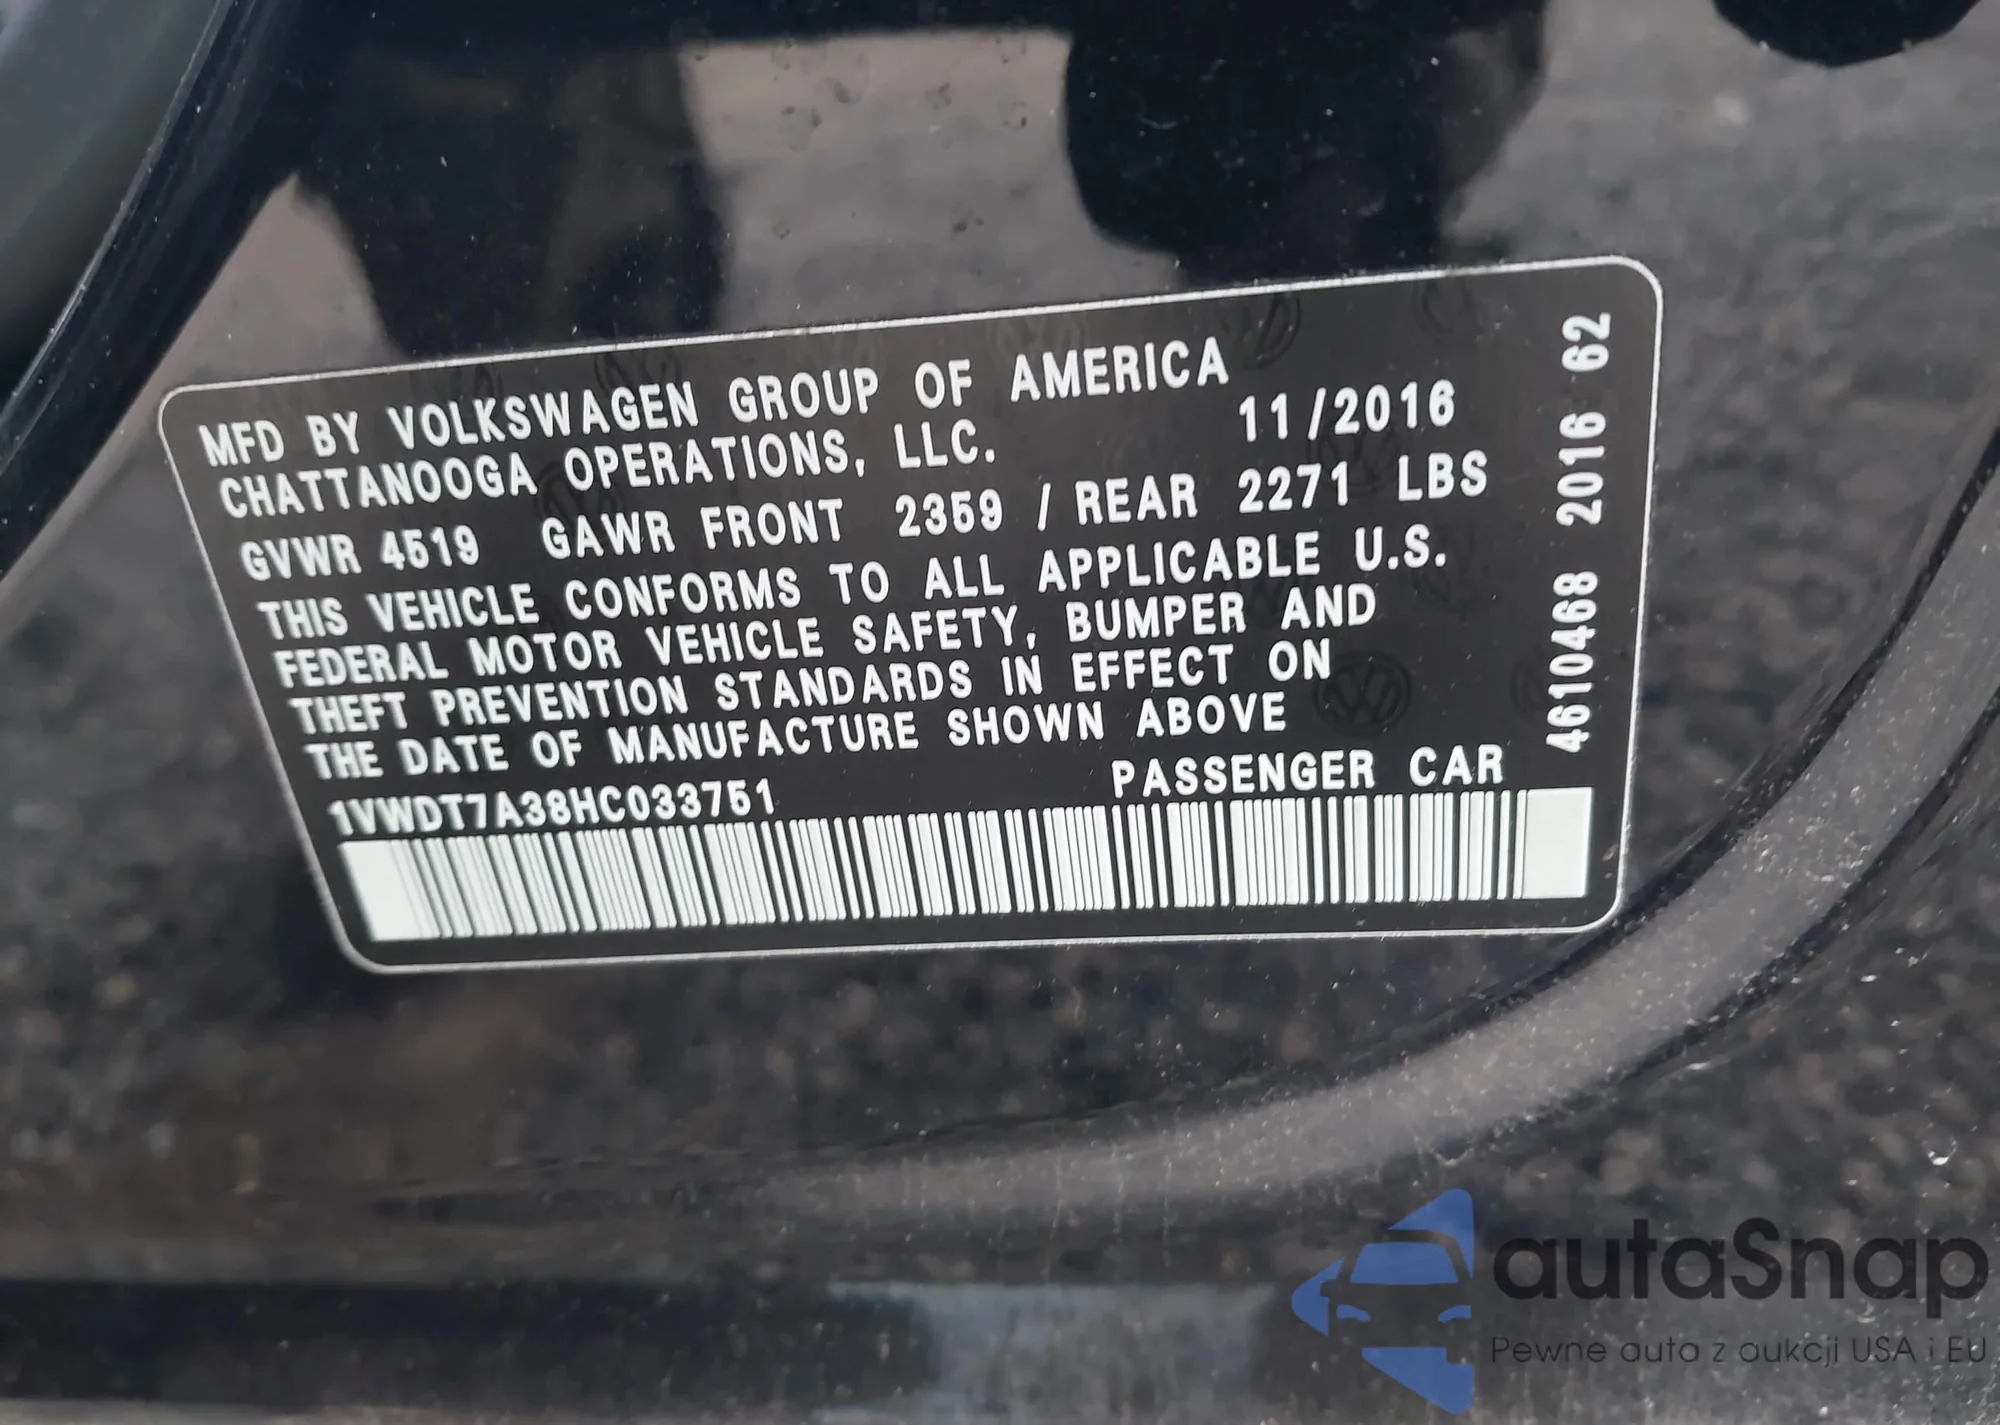 MFD BY VOLKSWAGEN GROUP OF AMERICA
CHATTANOOGA OPERATIONS, LLC. 11/2016
GVWR 4519 GAWR FRONT 2359 / REAR 2271 LBS
THIS VEHICLE CONFORMS TO ALL APPLICABLE U.S.
FEDERAL MOTOR VEHICLE SAFETY, BUMPER AND
THEFT PREVENTION STANDARDS IN EFFECT ON
THE DATE OF MANUFACTURE SHOWN ABOVE
1VWDT7A38HC033751 PASSENGER CAR
4610468 2016 62
autaSnap
Pewne auta z aukcji USA i EU